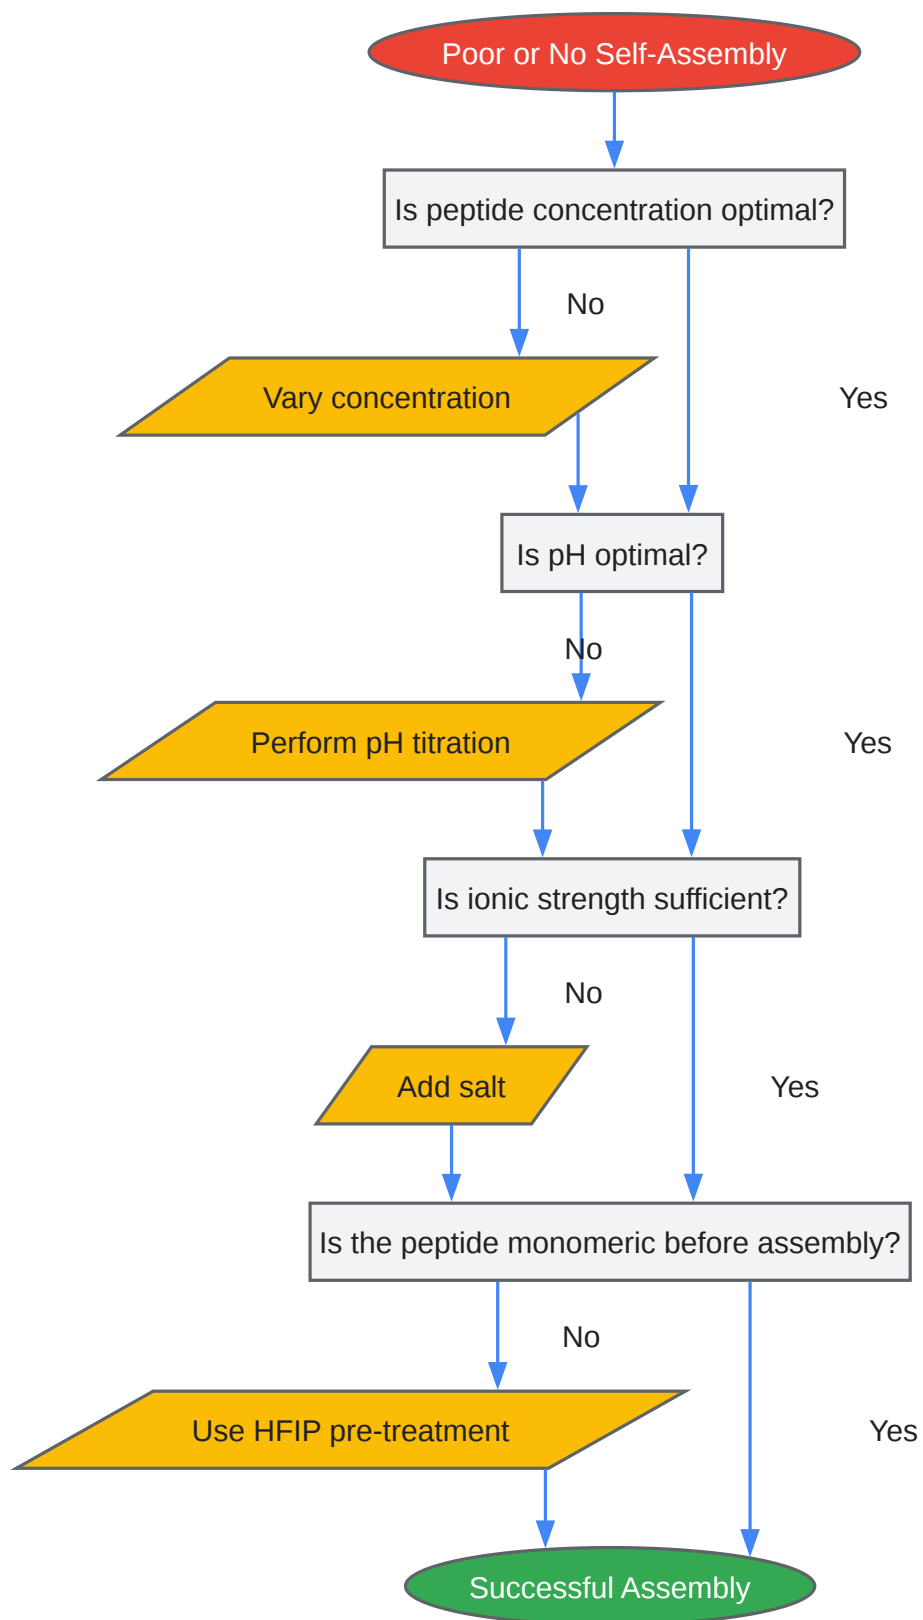 Poor or No Self-Assembly
Is peptide concentration optimal?
No
Vary concentration
Yes
Is pH optimal?
No
Perform pH titration
Yes
Is ionic strength sufficient?
No
Add salt
Yes
Is the peptide monomeric before assembly?
No
Use HFIP pre-treatment
Yes
Successful Assembly